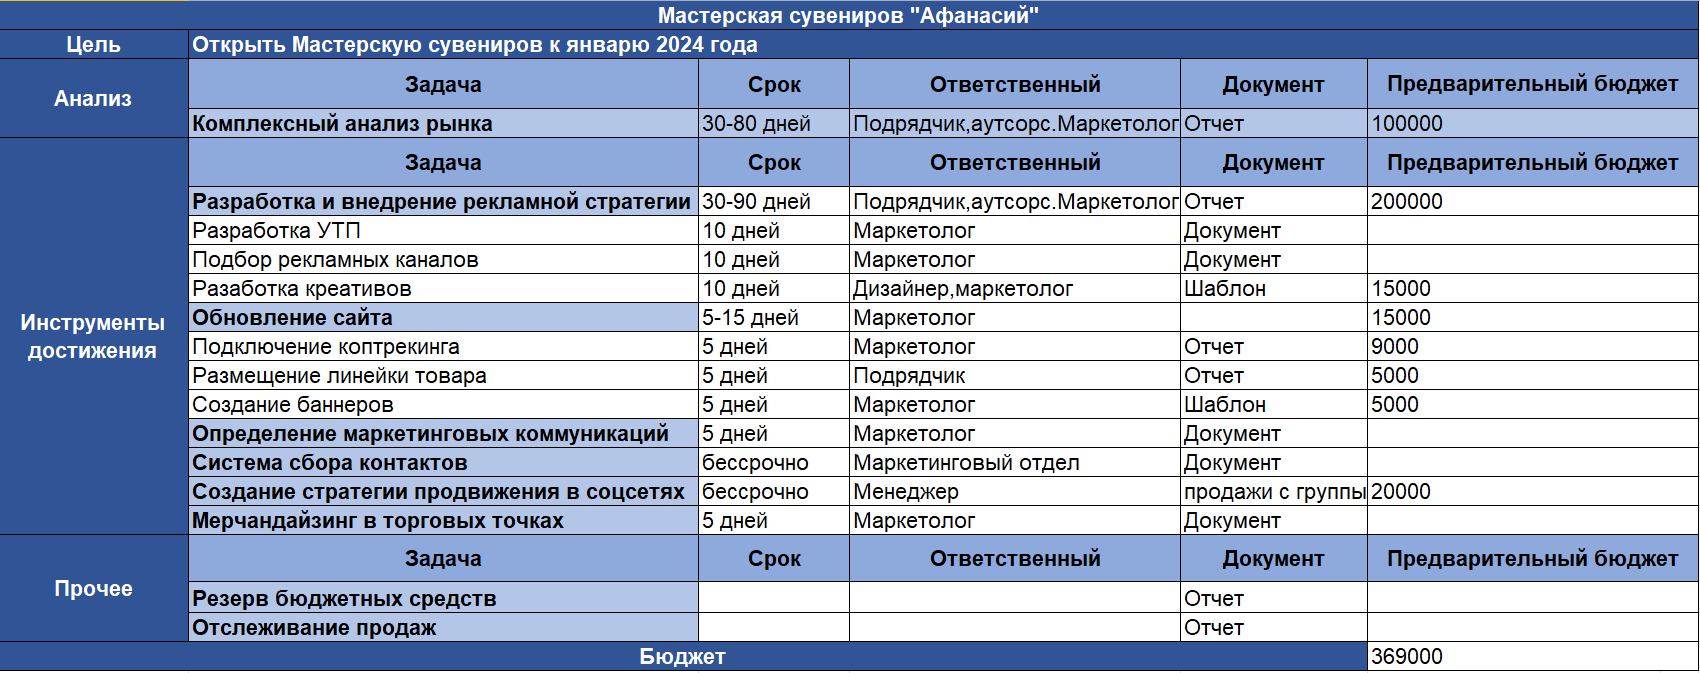 Мастерская сувениров "Афанасий"
Цель Открыть Мастерскую сувениров к январю 2024 года
Анализ
Задача Срок Ответственный Документ Предварительный бюджет
Комплексный анализ рынка 30-80 дней Подрядчик,аутсорс.Маркетолог Отчет 100000
Инструменты достижения
Задача Срок Ответственный Документ Предварительный бюджет
Разработка и внедрение рекламной стратегии 30-90 дней Подрядчик,аутсорс.Маркетолог Отчет 200000
Разработка УТП 10 дней Маркетолог Документ
Подбор рекламных каналов 10 дней Маркетолог Документ
Разаботка креативов 10 дней Дизайнер,маркетолог Шаблон 15000
Обновление сайта 5-15 дней Маркетолог 15000
Подключение коптрекинга 5 дней Маркетолог Отчет 9000
Размещение линейки товара 5 дней Подрядчик Отчет 5000
Создание баннеров 5 дней Маркетолог Шаблон 5000
Определение маркетинговых коммуникаций 5 дней Маркетолог Документ
Система сбора контактов бессрочно Маркетинговый отдел Документ
Создание стратегии продвижения в соцсетях бессрочно Менеджер продажи с группы 20000
Мерчандайзинг в торговых точках 5 дней Маркетолог Документ
Прочее
Задача Срок Ответственный Документ Предварительный бюджет
Резерв бюджетных средств Отчет
Отслеживание продаж Отчет
Бюджет 369000